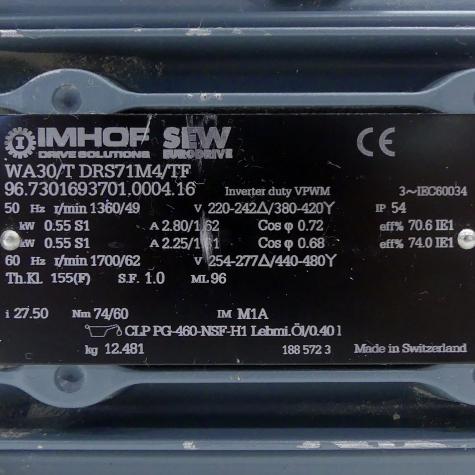 IMHOF SEW
DRIVE SOLUTIONS EURODRIVE
CE
WA30/T DRS71M4/TF
96.7301693701.0004.16 Inverter duty VPWM 3~IEC60034
50 Hz r/min 1360/49 V 220-242Δ/380-420Y IP 54
kW 0.55 S1 A 2.80/1.62 Cos φ 0.72 eff% 70.6 IE1
kW 0.55 S1 A 2.25/ Cos φ 0.68 eff% 74.0 IE1
60 Hz r/min 1700/62 V 254-277Δ/440-480Y
Th.Kl. 155(F) S.F. 1.0 ML 96
i 27.50 Nm 74/60 IM M1A
CLP PG-460-NSF-H1 Lebmi.Öl/0.40 l
kg 12.481 188 572 3 Made in Switzerland